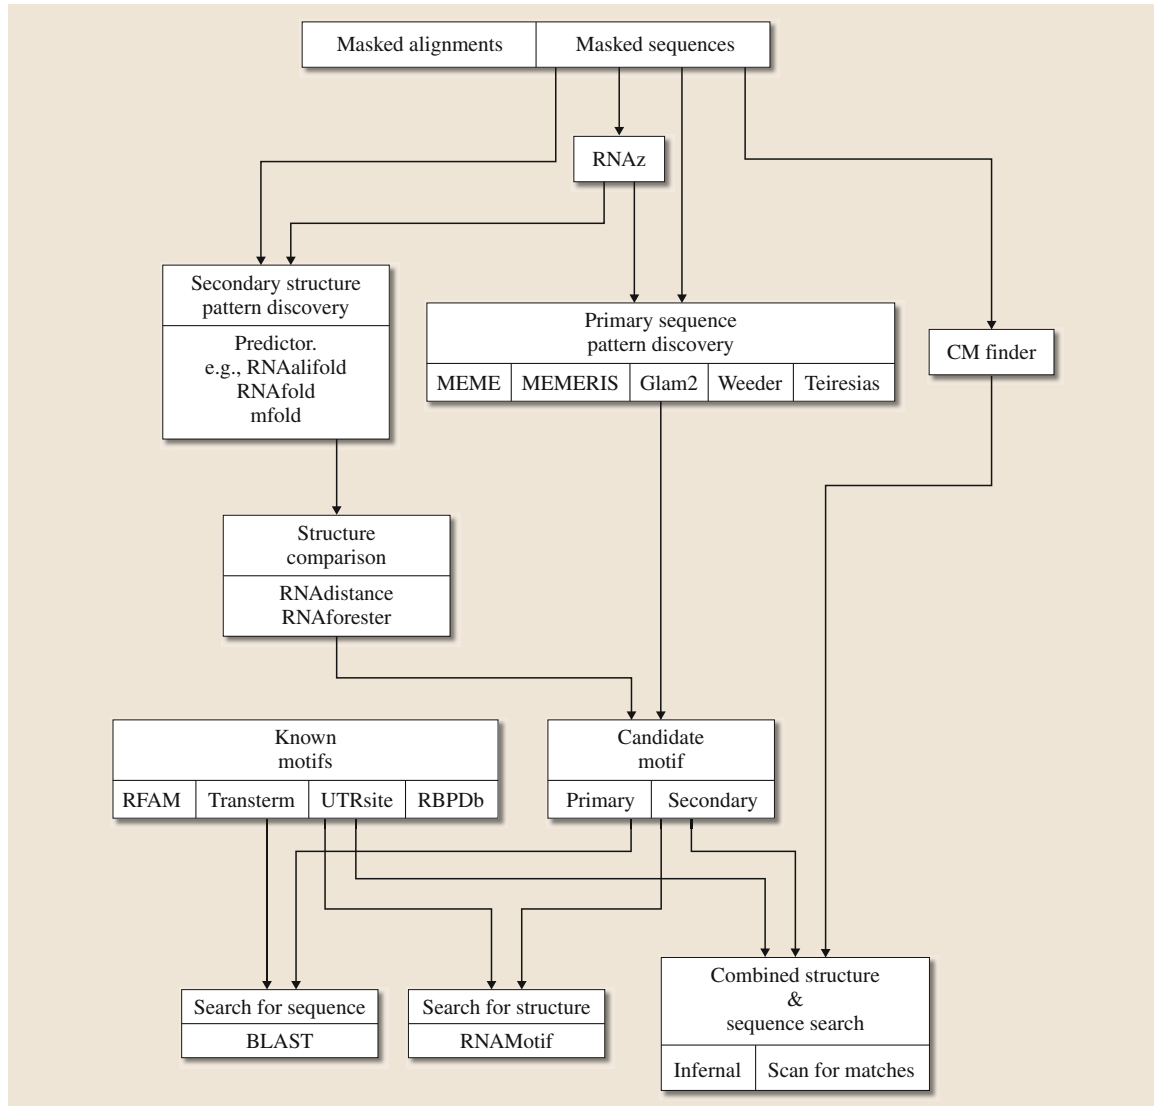 Masked alignments
Masked sequences
RNAz
Secondary structure
pattern discovery
Predictor.
e.g., RNAalifold
RNAfold
mfold
Primary sequence
pattern discovery
MEME
MEMERIS
Glam2
Weeder
Teiresias
CM finder
Structure
comparison
RNAdistance
RNAforester
Known
motifs
RFAM
Transterm
UTRsite
RBPDb
Candidate
motif
Primary
Secondary
Search for sequence
BLAST
Search for structure
RNAMotif
Combined structure
&
sequence search
Infernal
Scan for matches